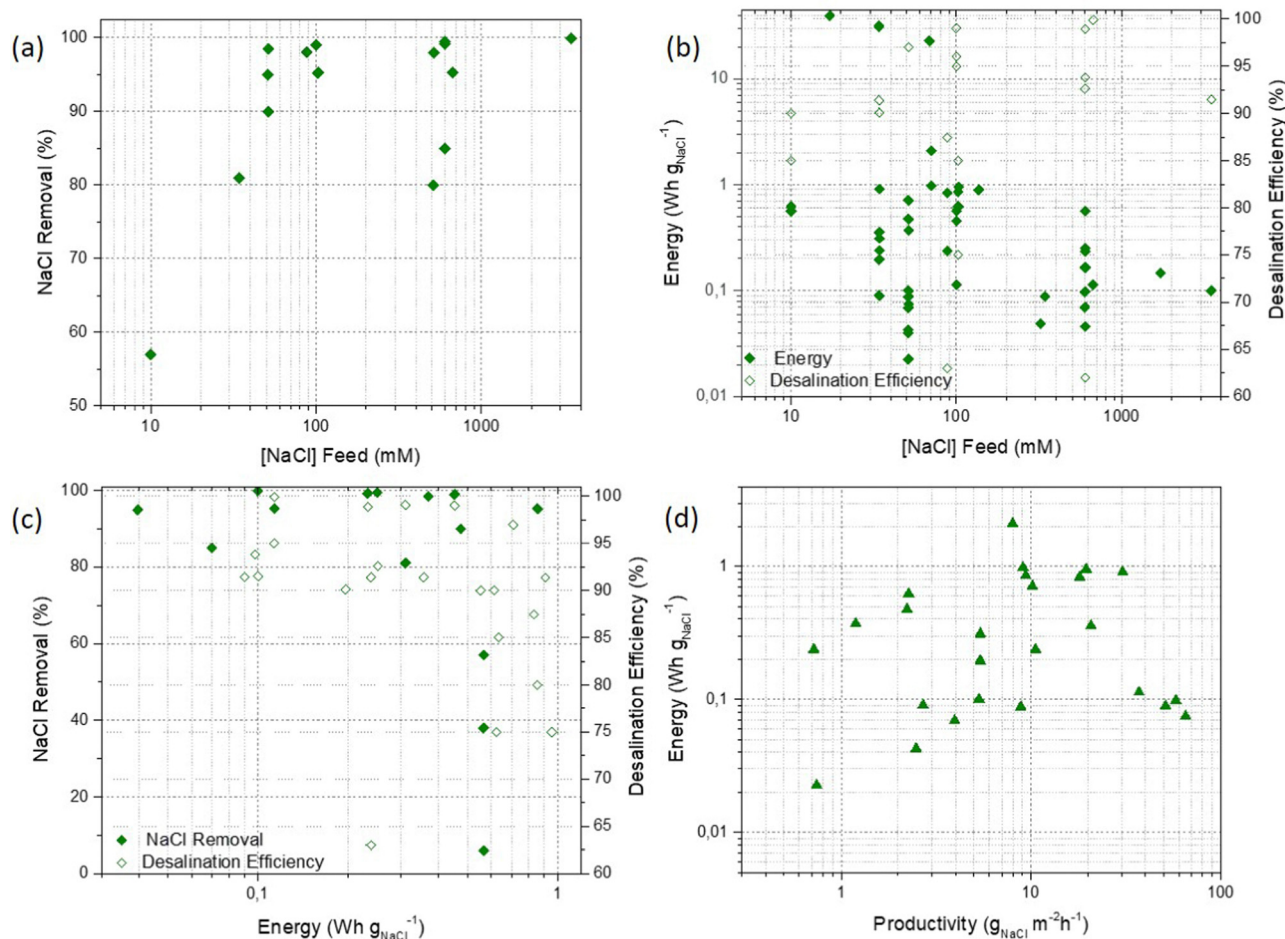 (a)
100
90
80
70
60
50
NaCl Removal (%)
10
100
1000
[NaCl] Feed (mM)
(b)
10
1
0,1
0,01
Energy (Wh gNaCl-1)
100
95
90
85
80
75
70
65
60
Desalination Efficiency (%)
Energy
Desalination Efficiency
10
100
1000
[NaCl] Feed (mM)
(c)
100
80
60
40
20
0
NaCl Removal (%)
100
95
90
85
80
75
70
65
60
Desalination Efficiency (%)
NaCl Removal
Desalination Efficiency
0,1
1
Energy (Wh gNaCl-1)
(d)
1
0,1
0,01
Energy (Wh gNaCl-1)
1
10
100
Productivity (gNaCl m-2h-1)